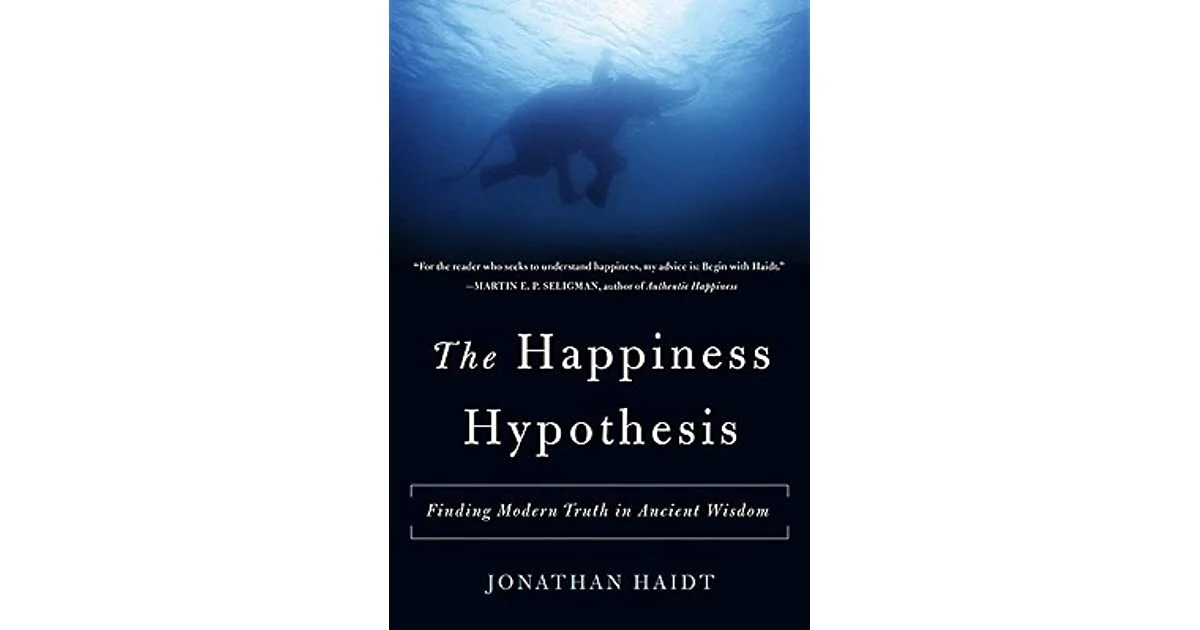 “For the reader who seeks to understand happiness, my advice is: Begin with Haidt.”
—MARTIN E. P. SELIGMAN, author of Authentic Happiness
The Happiness
Hypothesis
Finding Modern Truth in Ancient Wisdom
JONATHAN HAIDT